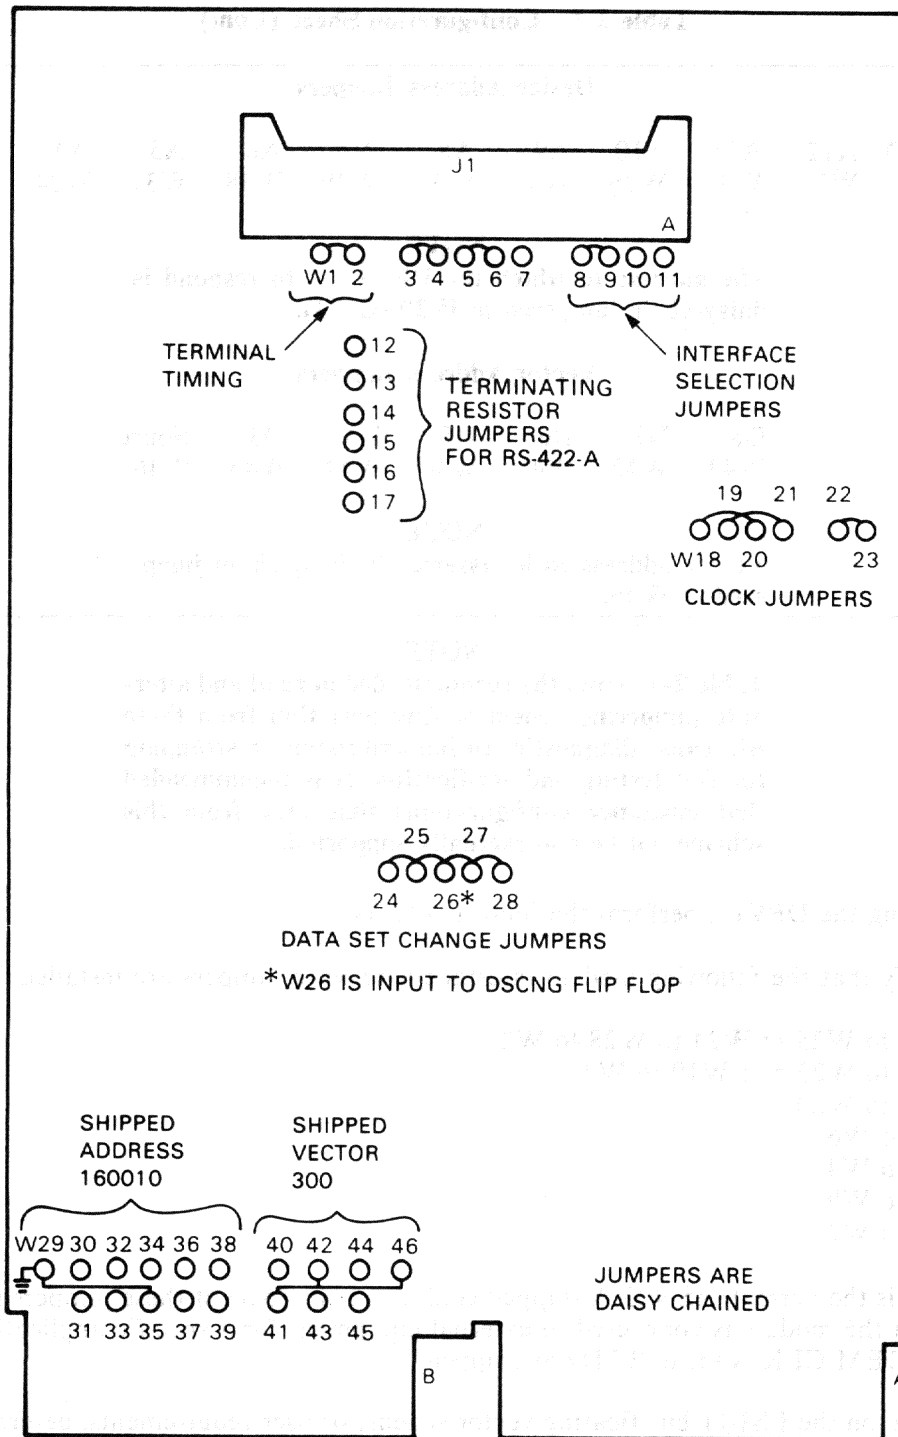 J1
A
W1 2 3 4 5 6 7 8 9 10 11
TERMINAL
TIMING
12
13
14
15
16
17
TERMINATING
RESISTOR
JUMPERS
FOR RS-422-A
INTERFACE
SELECTION
JUMPERS
19 21 22
W18 20 23
CLOCK JUMPERS
25 27
24 26* 28
DATA SET CHANGE JUMPERS
*W26 IS INPUT TO DSCNG FLIP FLOP
SHIPPED
ADDRESS
160010
SHIPPED
VECTOR
300
W29 30 32 34 36 38 40 42 44 46
31 33 35 37 39 41 43 45
JUMPERS ARE
DAISY CHAINED
B